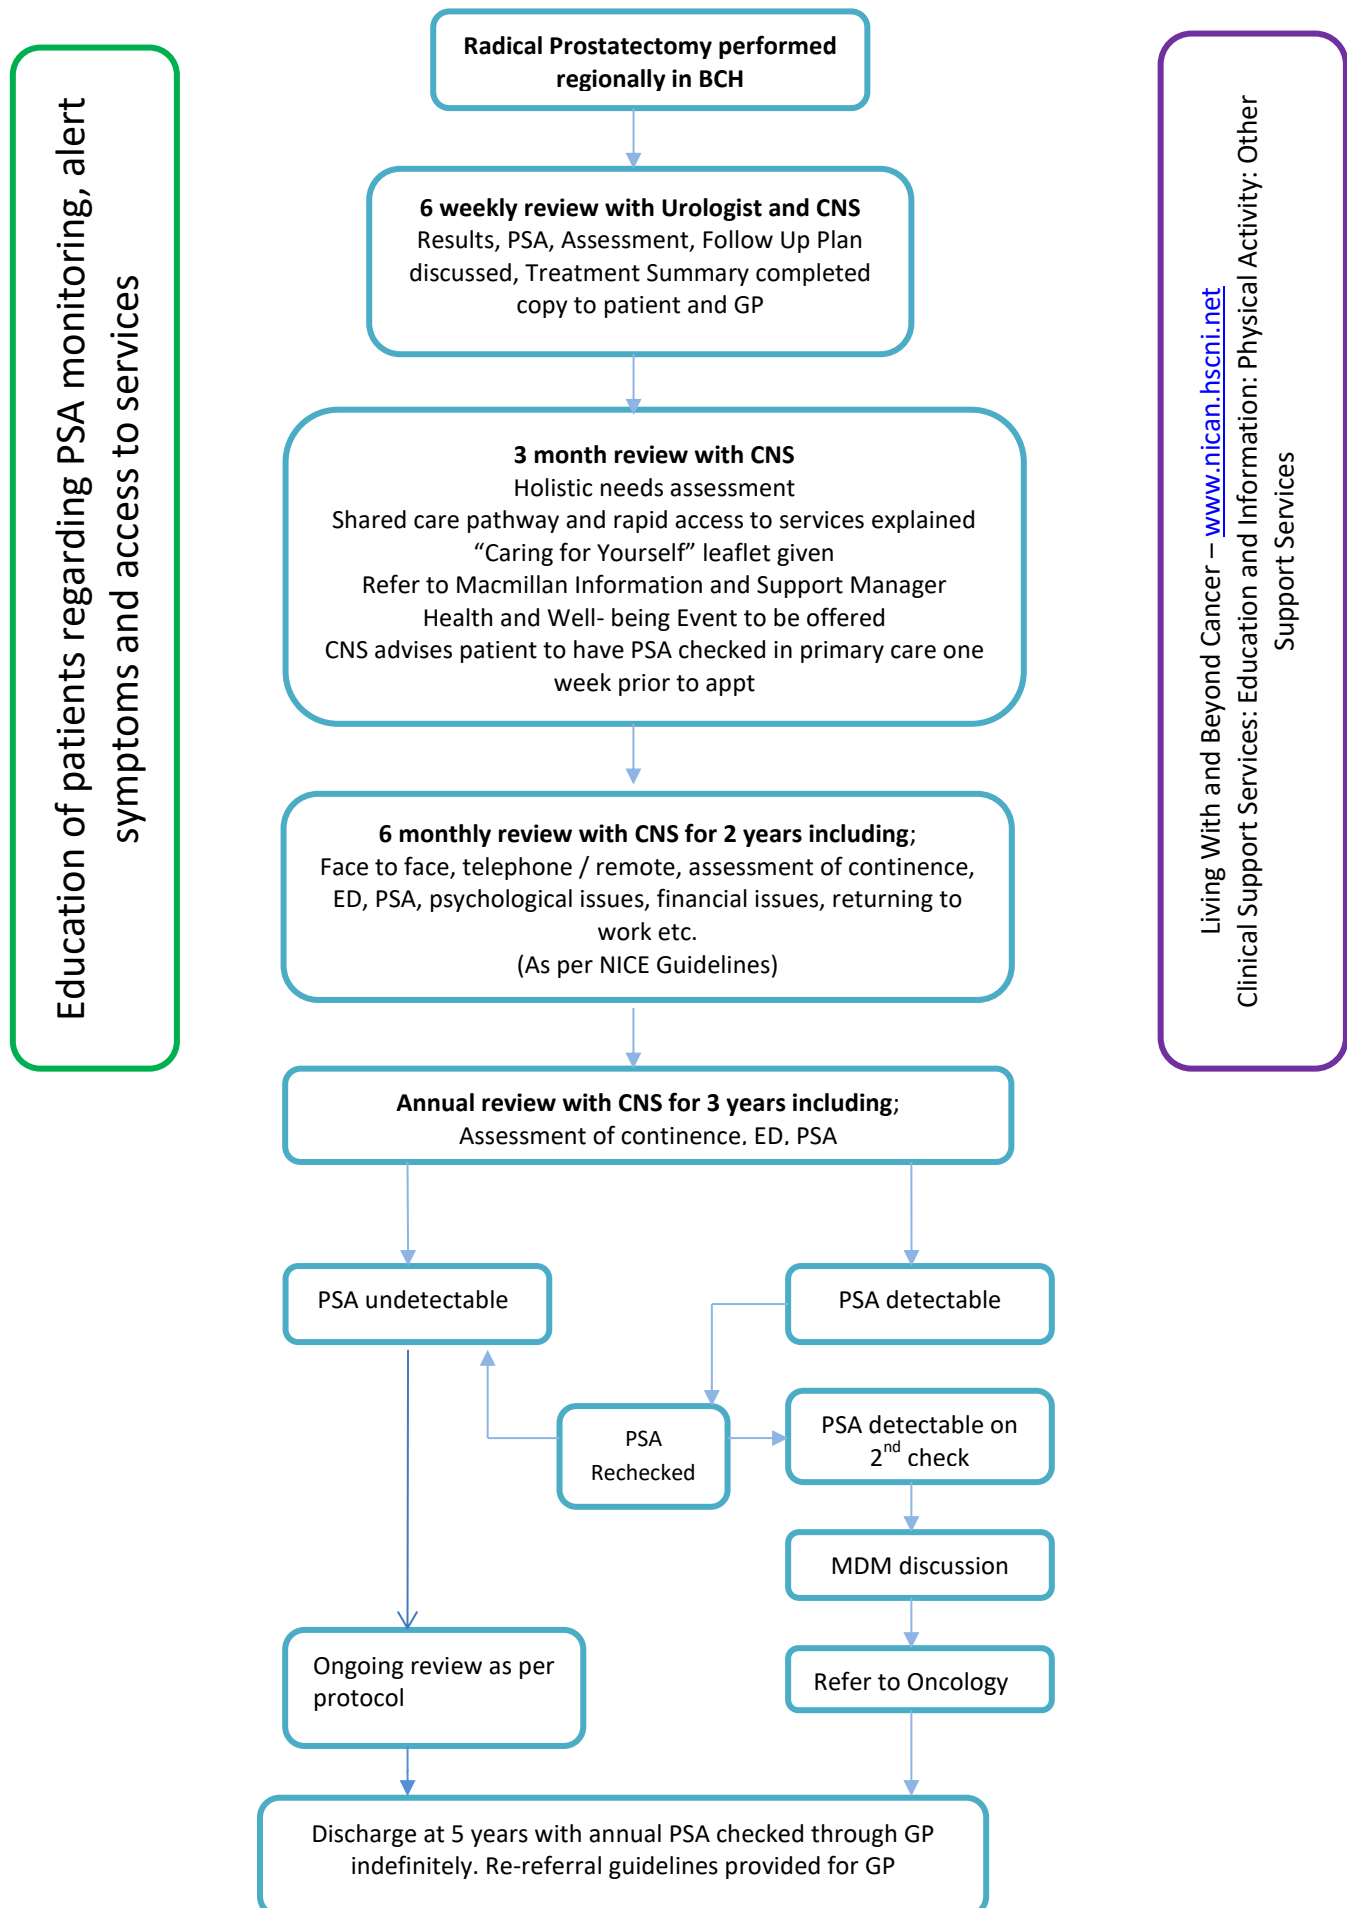 Radical Prostatectomy performed
regionally in BCH
Education of patients regarding PSA monitoring, alert
symptoms and access to services
Living With and Beyond Cancer – www.nican.hscni.net
Clinical Support Services: Education and Information: Physical Activity: Other
Support Services
6 weekly review with Urologist and CNS
Results, PSA, Assessment, Follow Up Plan
discussed, Treatment Summary completed
copy to patient and GP
3 month review with CNS
Holistic needs assessment
Shared care pathway and rapid access to services explained
“Caring for Yourself” leaflet given
Refer to Macmillan Information and Support Manager
Health and Well- being Event to be offered
CNS advises patient to have PSA checked in primary care one
week prior to appt
6 monthly review with CNS for 2 years including;
Face to face, telephone / remote, assessment of continence,
ED, PSA, psychological issues, financial issues, returning to
work etc.
(As per NICE Guidelines)
Annual review with CNS for 3 years including;
Assessment of continence, ED, PSA
PSA undetectable
PSA detectable
PSA
Rechecked
PSA detectable on
2nd check
MDM discussion
Ongoing review as per
protocol
Refer to Oncology
Discharge at 5 years with annual PSA checked through GP
indefinitely. Re-referral guidelines provided for GP